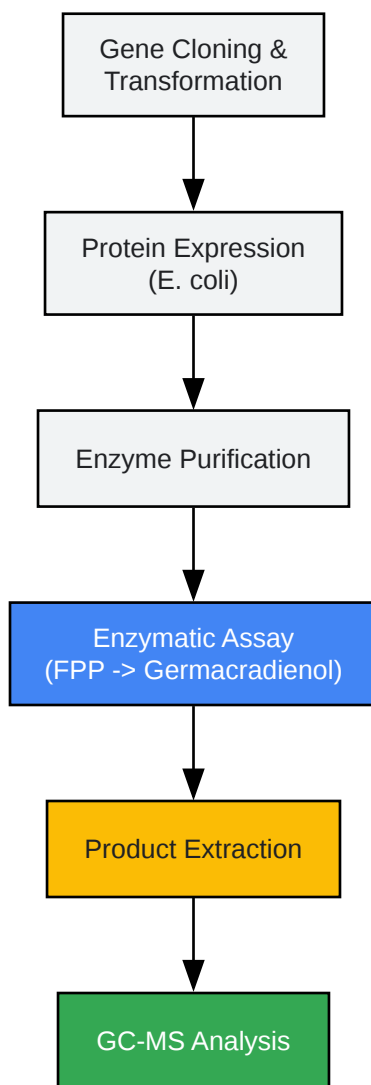 Gene Cloning &
Transformation
Protein Expression
(E. coli)
Enzyme Purification
Enzymatic Assay
(FPP -> Germacradienol)
Product Extraction
GC-MS Analysis